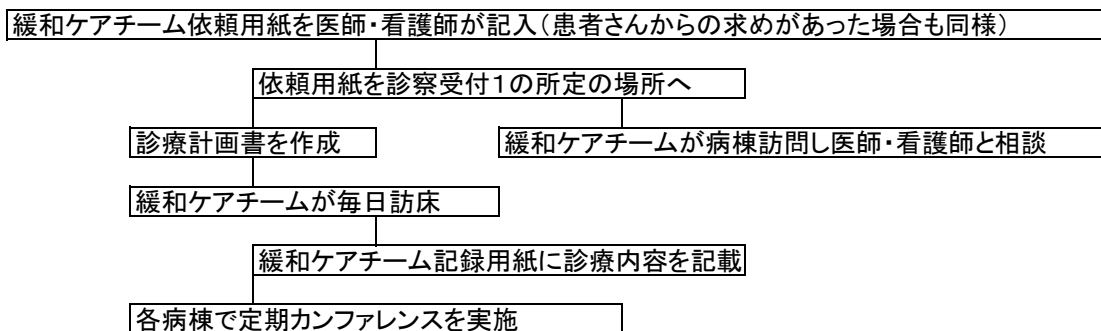 緩和ケアチーム依頼用紙を医師・看護師が記入（患者さんからの求めがあった場合も同様）
依頼用紙を診察受付１の所定の場所へ
診療計画書を作成
緩和ケアチームが病棟訪問し医師・看護師と相談
緩和ケアチームが毎日訪床
緩和ケアチーム記録用紙に診療内容を記載
各病棟で定期カンファレンスを実施